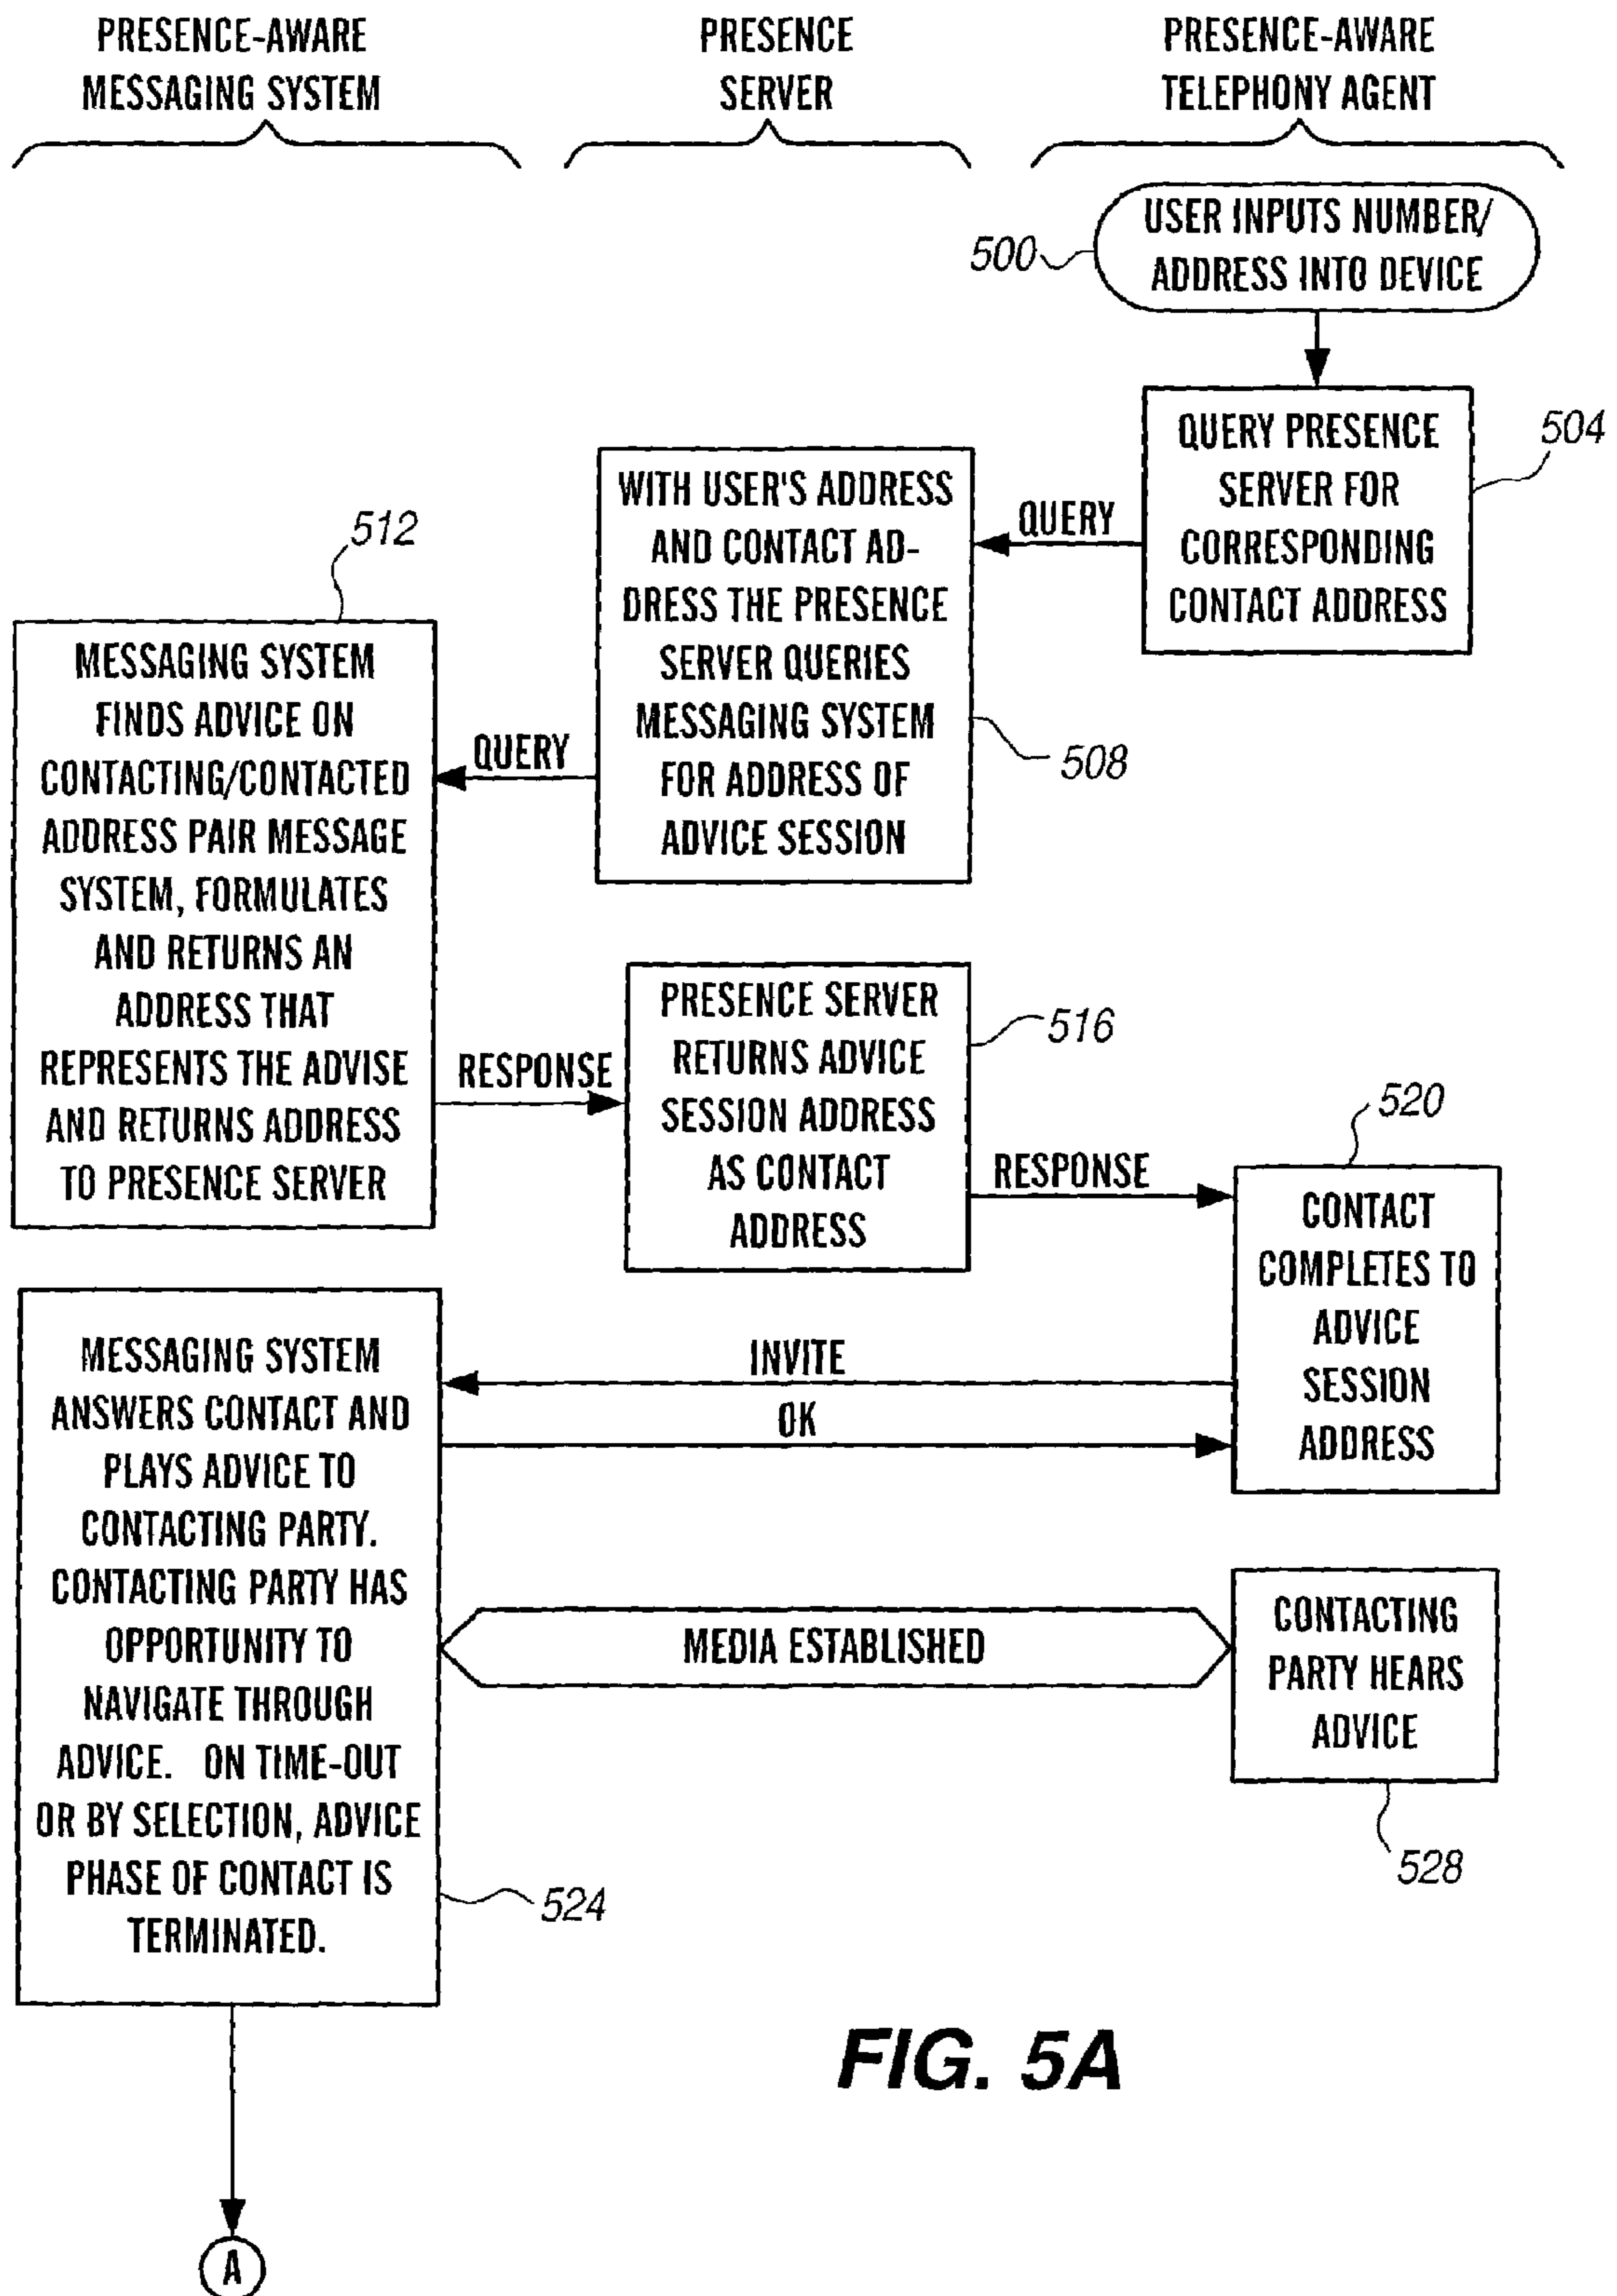 PRESENCE-AWARE
MESSAGING SYSTEM
PRESENCE
SERVER
PRESENCE-AWARE
TELEPHONY AGENT
500
USER INPUTS NUMBER/
ADDRESS INTO DEVICE
504
QUERY PRESENCE
SERVER FOR
CORRESPONDING
CONTACT ADDRESS
QUERY
WITH USER'S ADDRESS
AND CONTACT AD-
DRESS THE PRESENCE
SERVER QUERIES
MESSAGING SYSTEM
FOR ADDRESS OF
ADVICE SESSION
508
QUERY
512
MESSAGING SYSTEM
FINDS ADVICE ON
CONTACTING/CONTACTED
ADDRESS PAIR MESSAGE
SYSTEM, FORMULATES
AND RETURNS AN
ADDRESS THAT
REPRESENTS THE ADVISE
AND RETURNS ADDRESS
TO PRESENCE SERVER
RESPONSE
PRESENCE SERVER
RETURNS ADVICE
SESSION ADDRESS
AS CONTACT
ADDRESS
516
RESPONSE
520
CONTACT
COMPLETES TO
ADVICE
SESSION
ADDRESS
INVITE
OK
MESSAGING SYSTEM
ANSWERS CONTACT AND
PLAYS ADVICE TO
CONTACTING PARTY.
CONTACTING PARTY HAS
OPPORTUNITY TO
NAVIGATE THROUGH
ADVICE. ON TIME-OUT
OR BY SELECTION, ADVICE
PHASE OF CONTACT IS
TERMINATED.
524
MEDIA ESTABLISHED
CONTACTING
PARTY HEARS
ADVICE
528
FIG. 5A
A